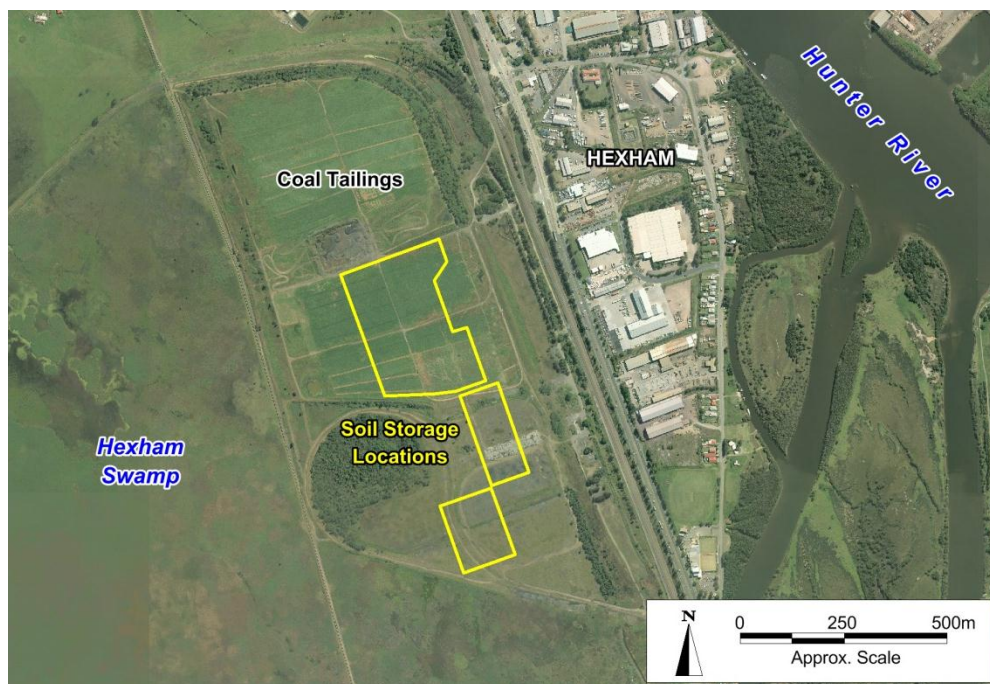 Hunter River
HEXHAM
Coal Tailings
Soil Storage
Locations
Hexham
Swamp
N
0 250 500m
Approx. Scale